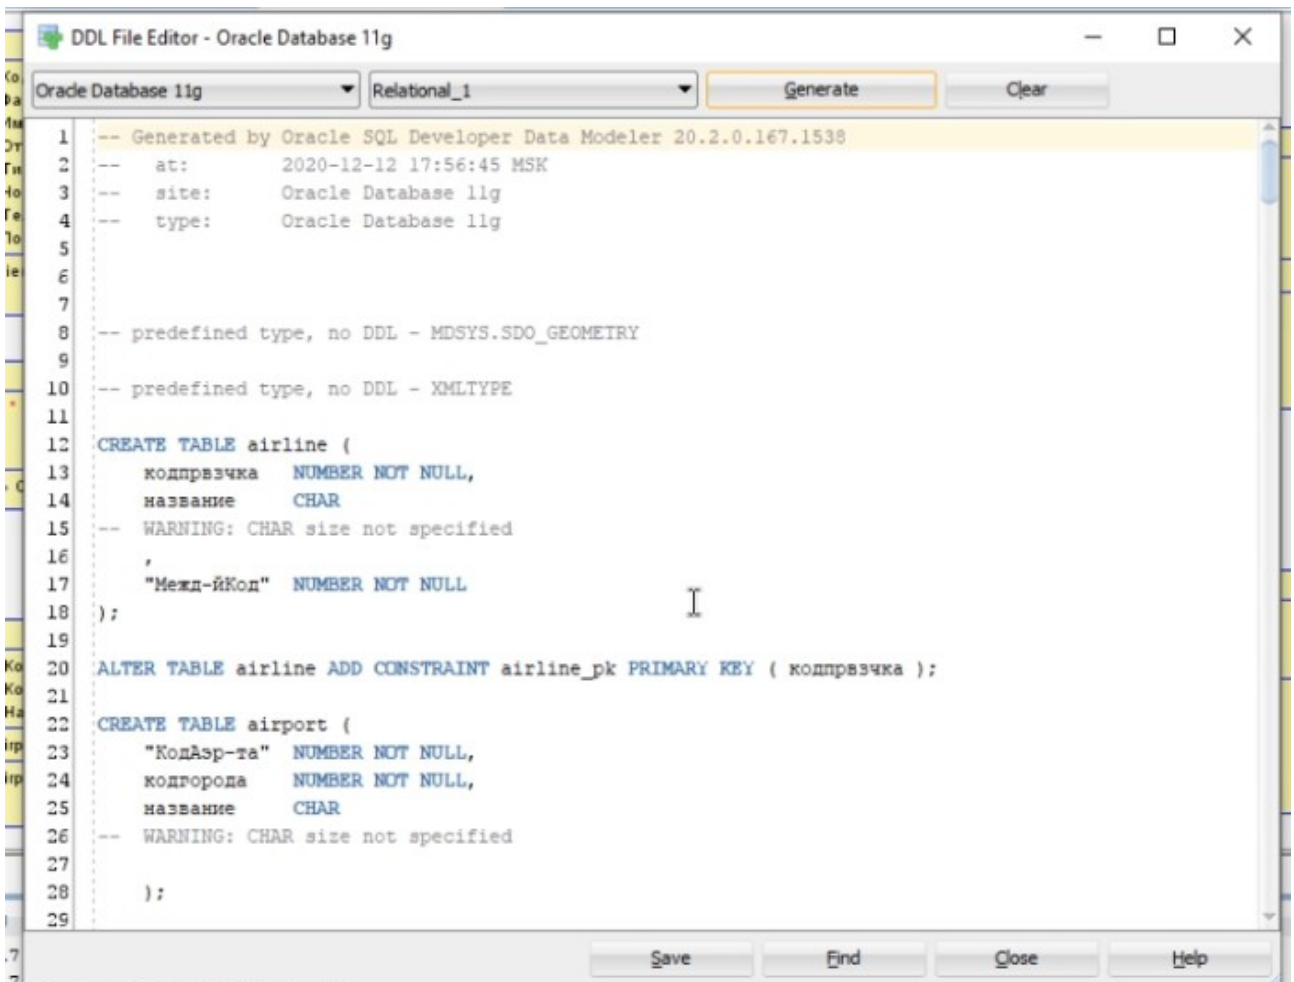 DDL File Editor - Oracle Database 11g
Oracle Database 11g Relational_1 Generate Clear
1 -- Generated by Oracle SQL Developer Data Modeler 20.2.0.167.1538
2 -- at: 2020-12-12 17:56:45 MSK
3 -- site: Oracle Database 11g
4 -- type: Oracle Database 11g
5
6
7
8 -- predefined type, no DDL - MDSYS.SDO_GEOMETRY
9
10 -- predefined type, no DDL - XMLTYPE
11
12 CREATE TABLE airline (
13 кодпрвзчка NUMBER NOT NULL,
14 название CHAR
15 -- WARNING: CHAR size not specified
16 ,
17 "Межд-йКод" NUMBER NOT NULL
18 );
19
20 ALTER TABLE airline ADD CONSTRAINT airline_pk PRIMARY KEY ( кодпрвзчка );
21
22 CREATE TABLE airport (
23 "КодАэр-та" NUMBER NOT NULL,
24 кодгорода NUMBER NOT NULL,
25 название CHAR
26 -- WARNING: CHAR size not specified
27
28 );
29
Save Find Close Help